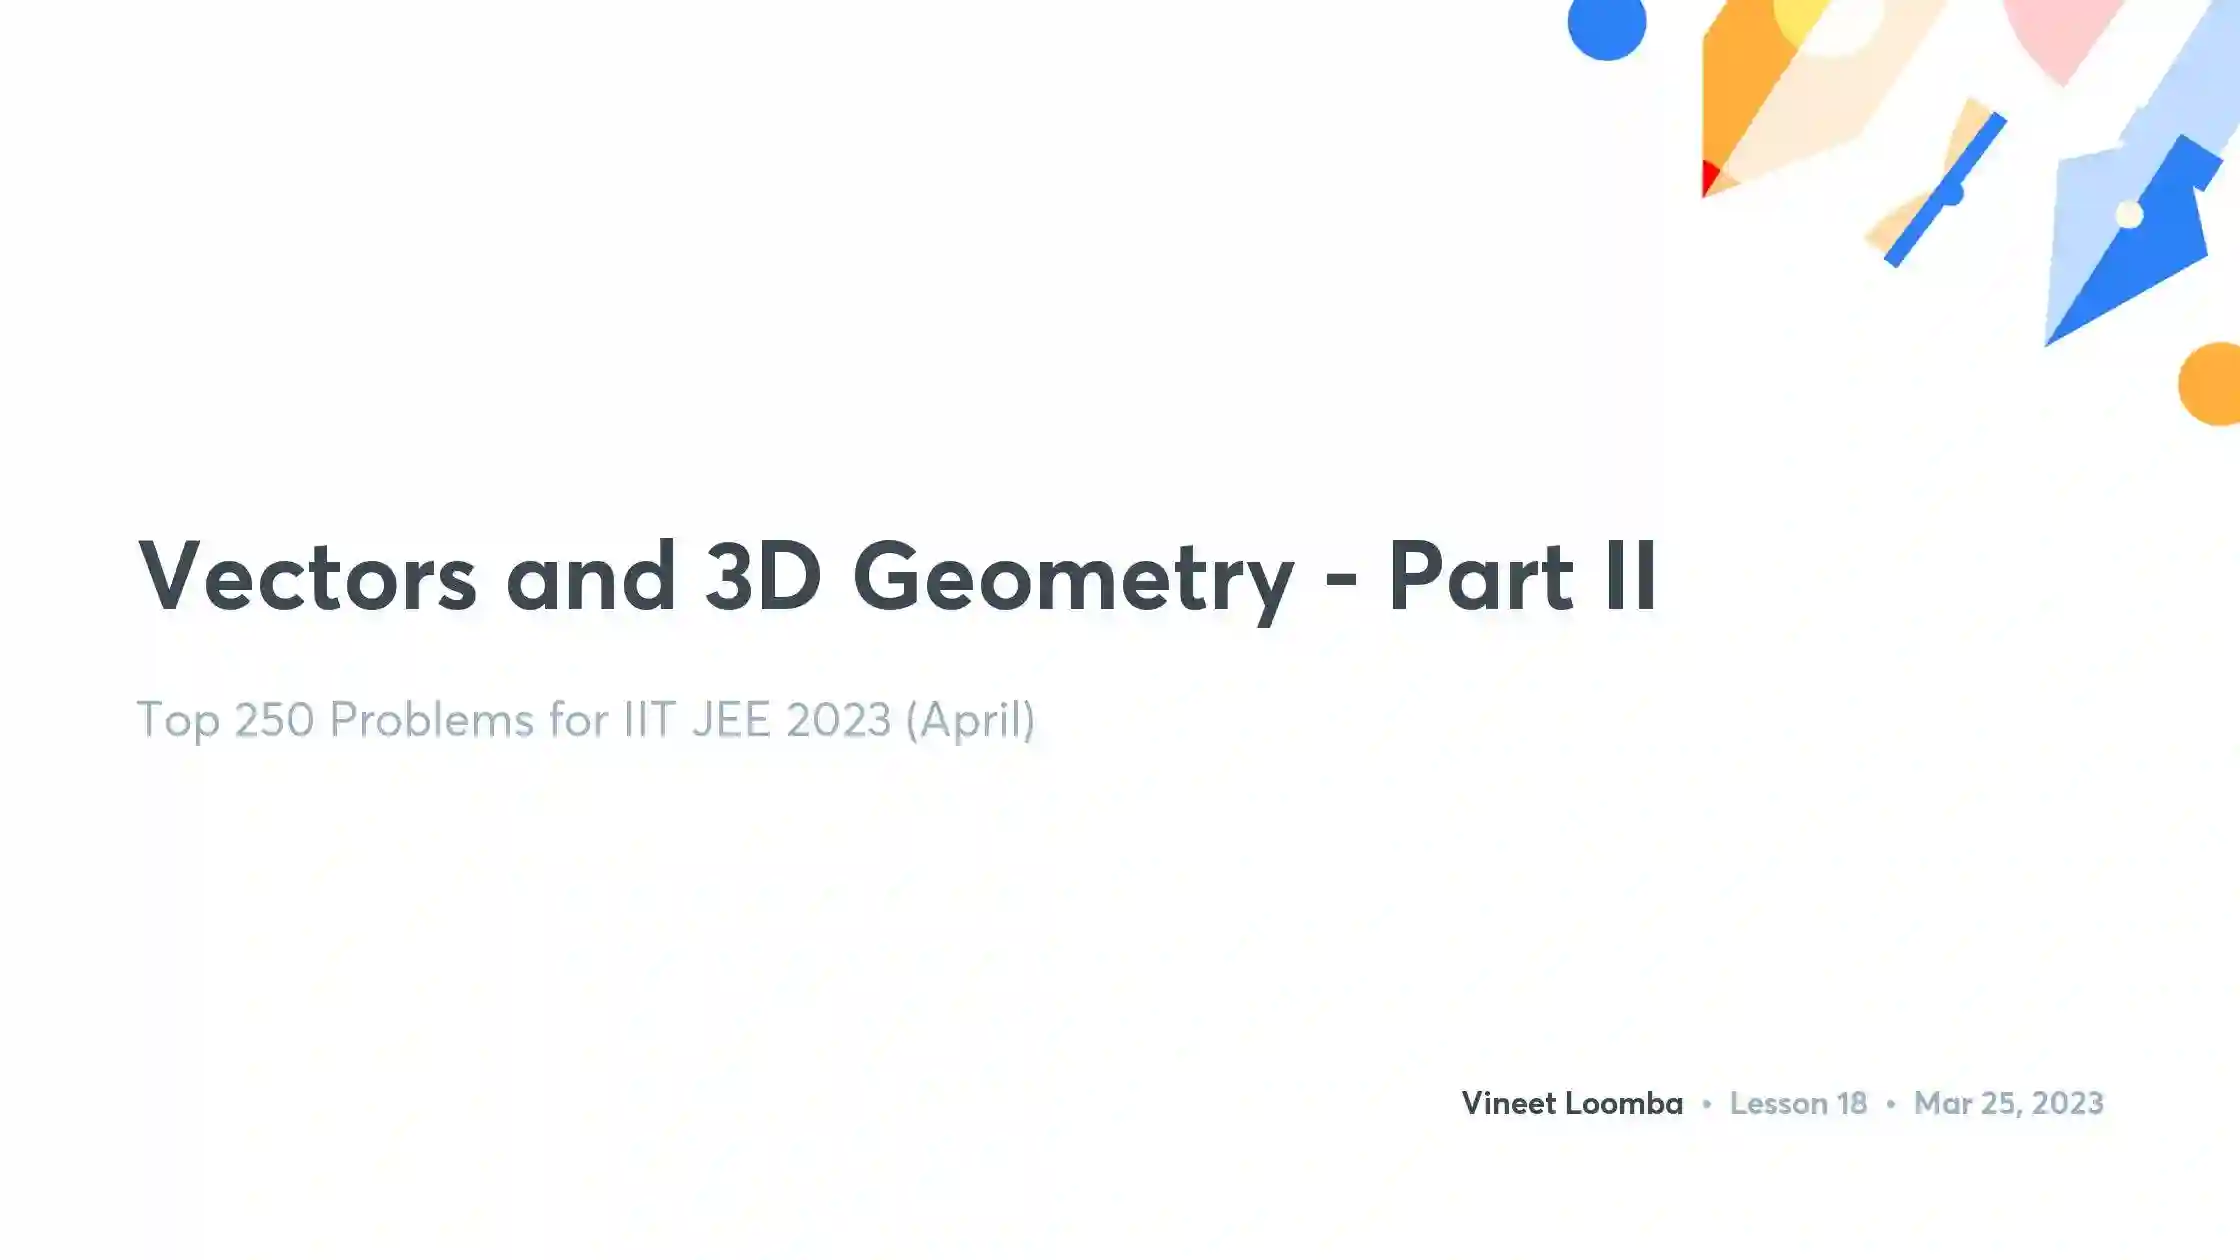 Vectors and 3D Geometry - Part II
Top 250 Problems for IIT JEE 2023 (April)
Vineet Loomba • Lesson 18 • Mar 25, 2023